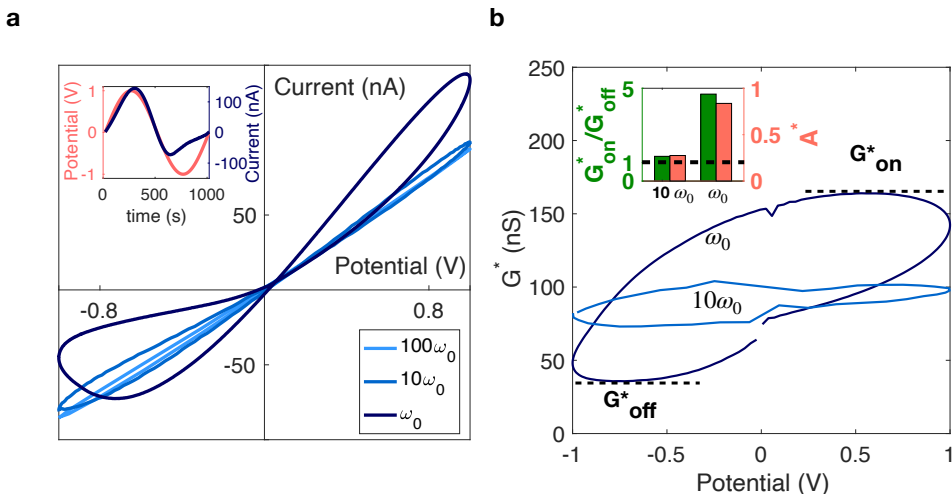 a
Current (nA)
Potential (V)
1
0
-1
100
0
-100
Current (nA)
0
500
1000
time (s)
50
Potential (V)
-0.8
0.8
-50
100ω₀
10ω₀
ω₀
b
250
200
150
100
50
0
G* (nS)
-1
-0.5
0
0.5
1
Potential (V)
G*on/G*off
5
1
0
1
0.5
0
A*
10 ω₀
ω₀
G*on
ω₀
10ω₀
G*off